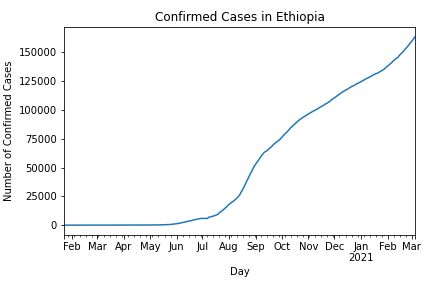 Confirmed Cases in Ethiopia
Number of Confirmed Cases
150000
125000
100000
75000
50000
25000
0
Feb Mar Apr May Jun Jul Aug Sep Oct Nov Dec Jan Feb Mar
2021
Day